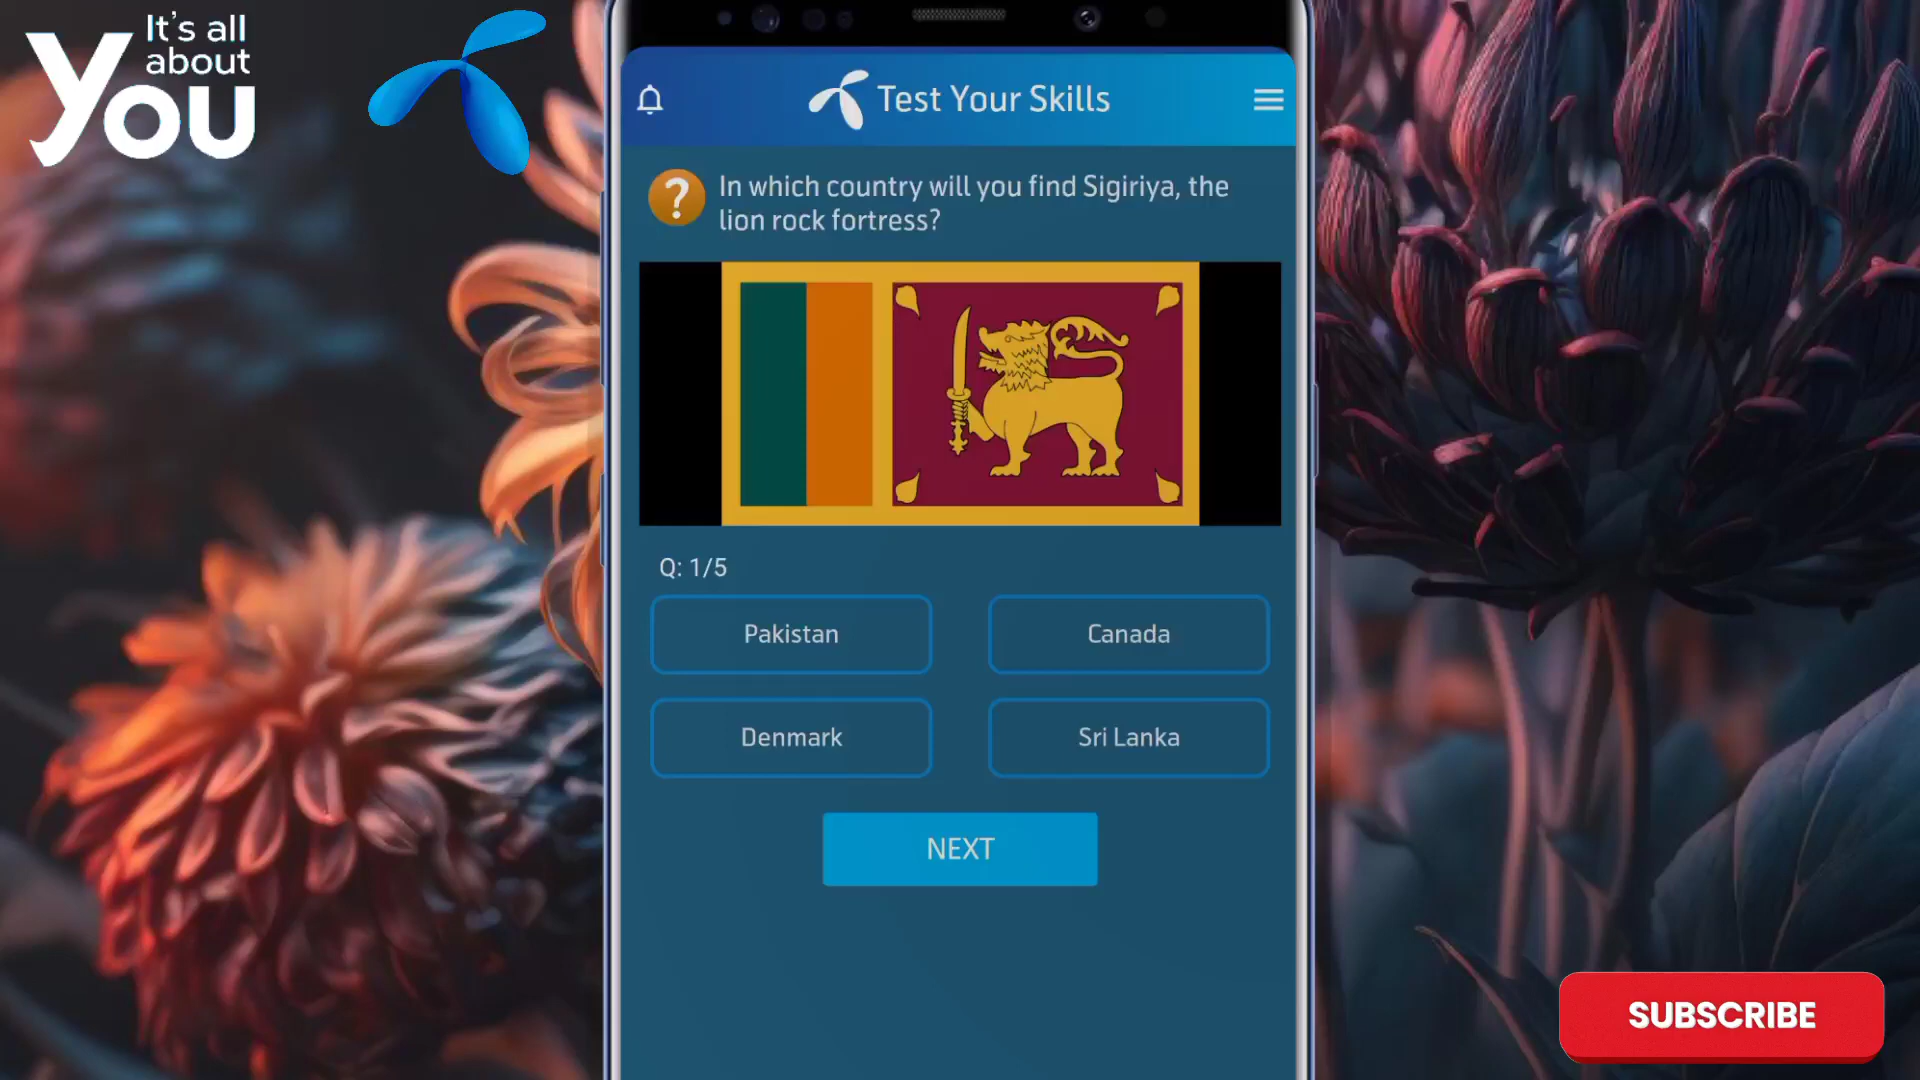 It's all
about
You
Test Your Skills
? In which country will you find Sigiriya, the
lion rock fortress?
Q: 1/5
Pakistan
Canada
Denmark
Sri Lanka
NEXT
SUBSCRIBE